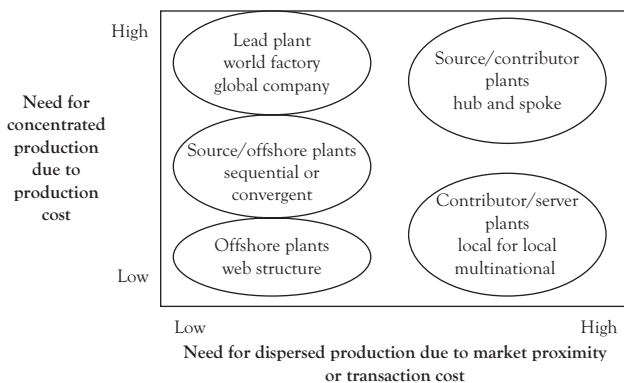 High
Need for
concentrated
production
due to
production
cost
Low
Lead plant
world factory
global company
Source/offshore plants
sequential or
convergent
Offshore plants
web structure
Source/contributor
plants
hub and spoke
Contributor/server
plants
local for local
multinational
Low
High
Need for dispersed production due to market proximity
or transaction cost